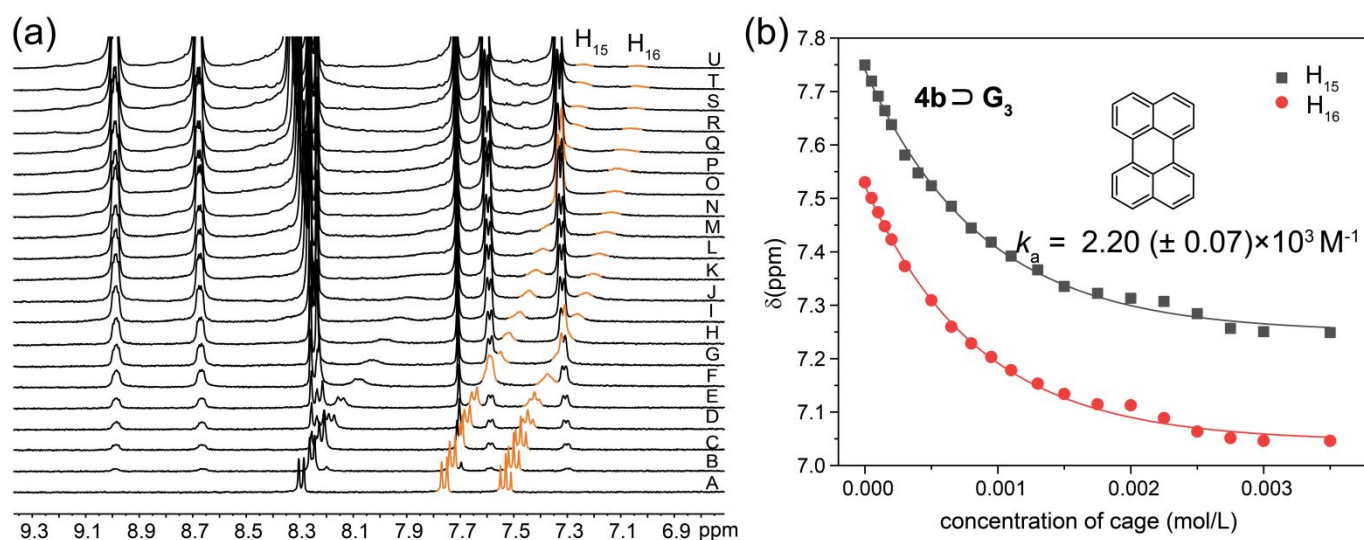 (a)
H15 H16
U
T
S
R
Q
P
O
N
M
L
K
J
I
H
G
F
E
D
C
B
A
9.3 9.1 8.9 8.7 8.5 8.3 8.1 7.9 7.7 7.5 7.3 7.1 6.9 ppm
(b)
7.8
7.7
7.6
7.5
7.4
7.3
7.2
7.1
7.0
δ(ppm)
4b ⊃ G3
H15
H16
ka = 2.20 (± 0.07)×10³ M⁻¹
0.000 0.001 0.002 0.003
concentration of cage (mol/L)